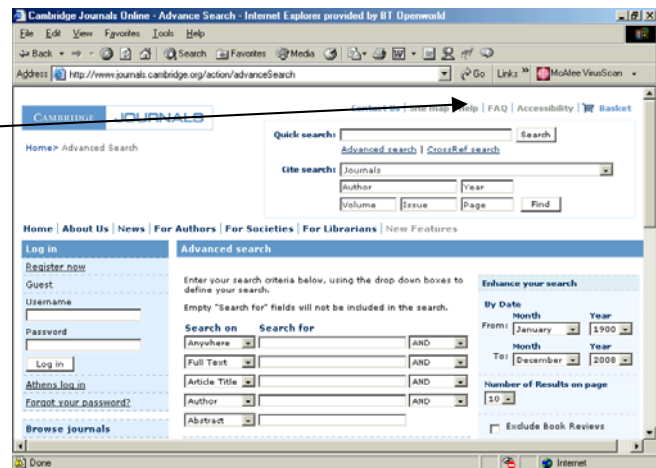 Cambridge Journals Online - Advance Search - Internet Explorer provided by BT Openworld
File Edit View Favorites Tools Help
Back Search Favorites Media
Address http://www.journals.cambridge.org/action/advanceSearch Go Links McAfee VirusScan
Contact Us | Site map | Help | FAQ | Accessibility | Basket
CAMBRIDGE JOURNALS
Quick search: Search
Home> Advanced Search
Advanced search | CrossRef search
Cite search: Journals
Author Year
Volume Issue Page Find
Home | About Us | News | For Authors | For Societies | For Librarians | New Features
Log in
Register now
Guest
Username
Password
Log in
Athens log in
Forgot your password?
Browse journals
Advanced search
Enter your search criteria below, using the drop down boxes to
define your search.
Empty "Search for" fields will not be included in the search.
Search on Search for
Anywhere AND
Full Text AND
Article Title AND
Author AND
Abstract
Enhance your search
By Date
Month Year
From: January 1900
Month Year
To: December 2008
Number of Results on page
10
Exclude Book Reviews
Done Internet